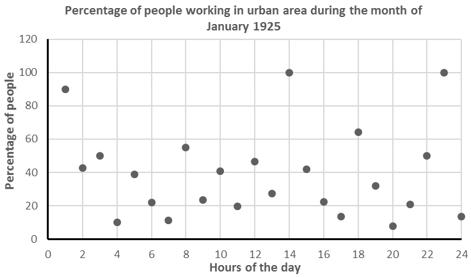 Percentage of people working in urban area during the month of
January 1925
120
100
80
60
40
20
0
Percentage of people
0 2 4 6 8 10 12 14 16 18 20 22 24
Hours of the day